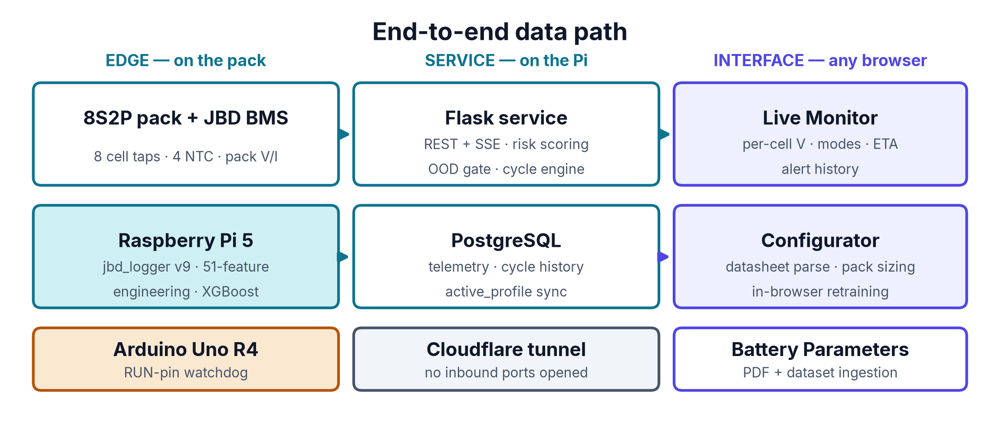 End-to-end data path
EDGE — on the pack
SERVICE — on the Pi
INTERFACE — any browser
8S2P pack + JBD BMS
8 cell taps · 4 NTC · pack V/I
Flask service
REST + SSE · risk scoring
OOD gate · cycle engine
Live Monitor
per-cell V · modes · ETA
alert history
Raspberry Pi 5
jbd_logger v9 · 51-feature
engineering · XGBoost
PostgreSQL
telemetry · cycle history
active_profile sync
Configurator
datasheet parse · pack sizing
in-browser retraining
Arduino Uno R4
RUN-pin watchdog
Cloudflare tunnel
no inbound ports opened
Battery Parameters
PDF + dataset ingestion